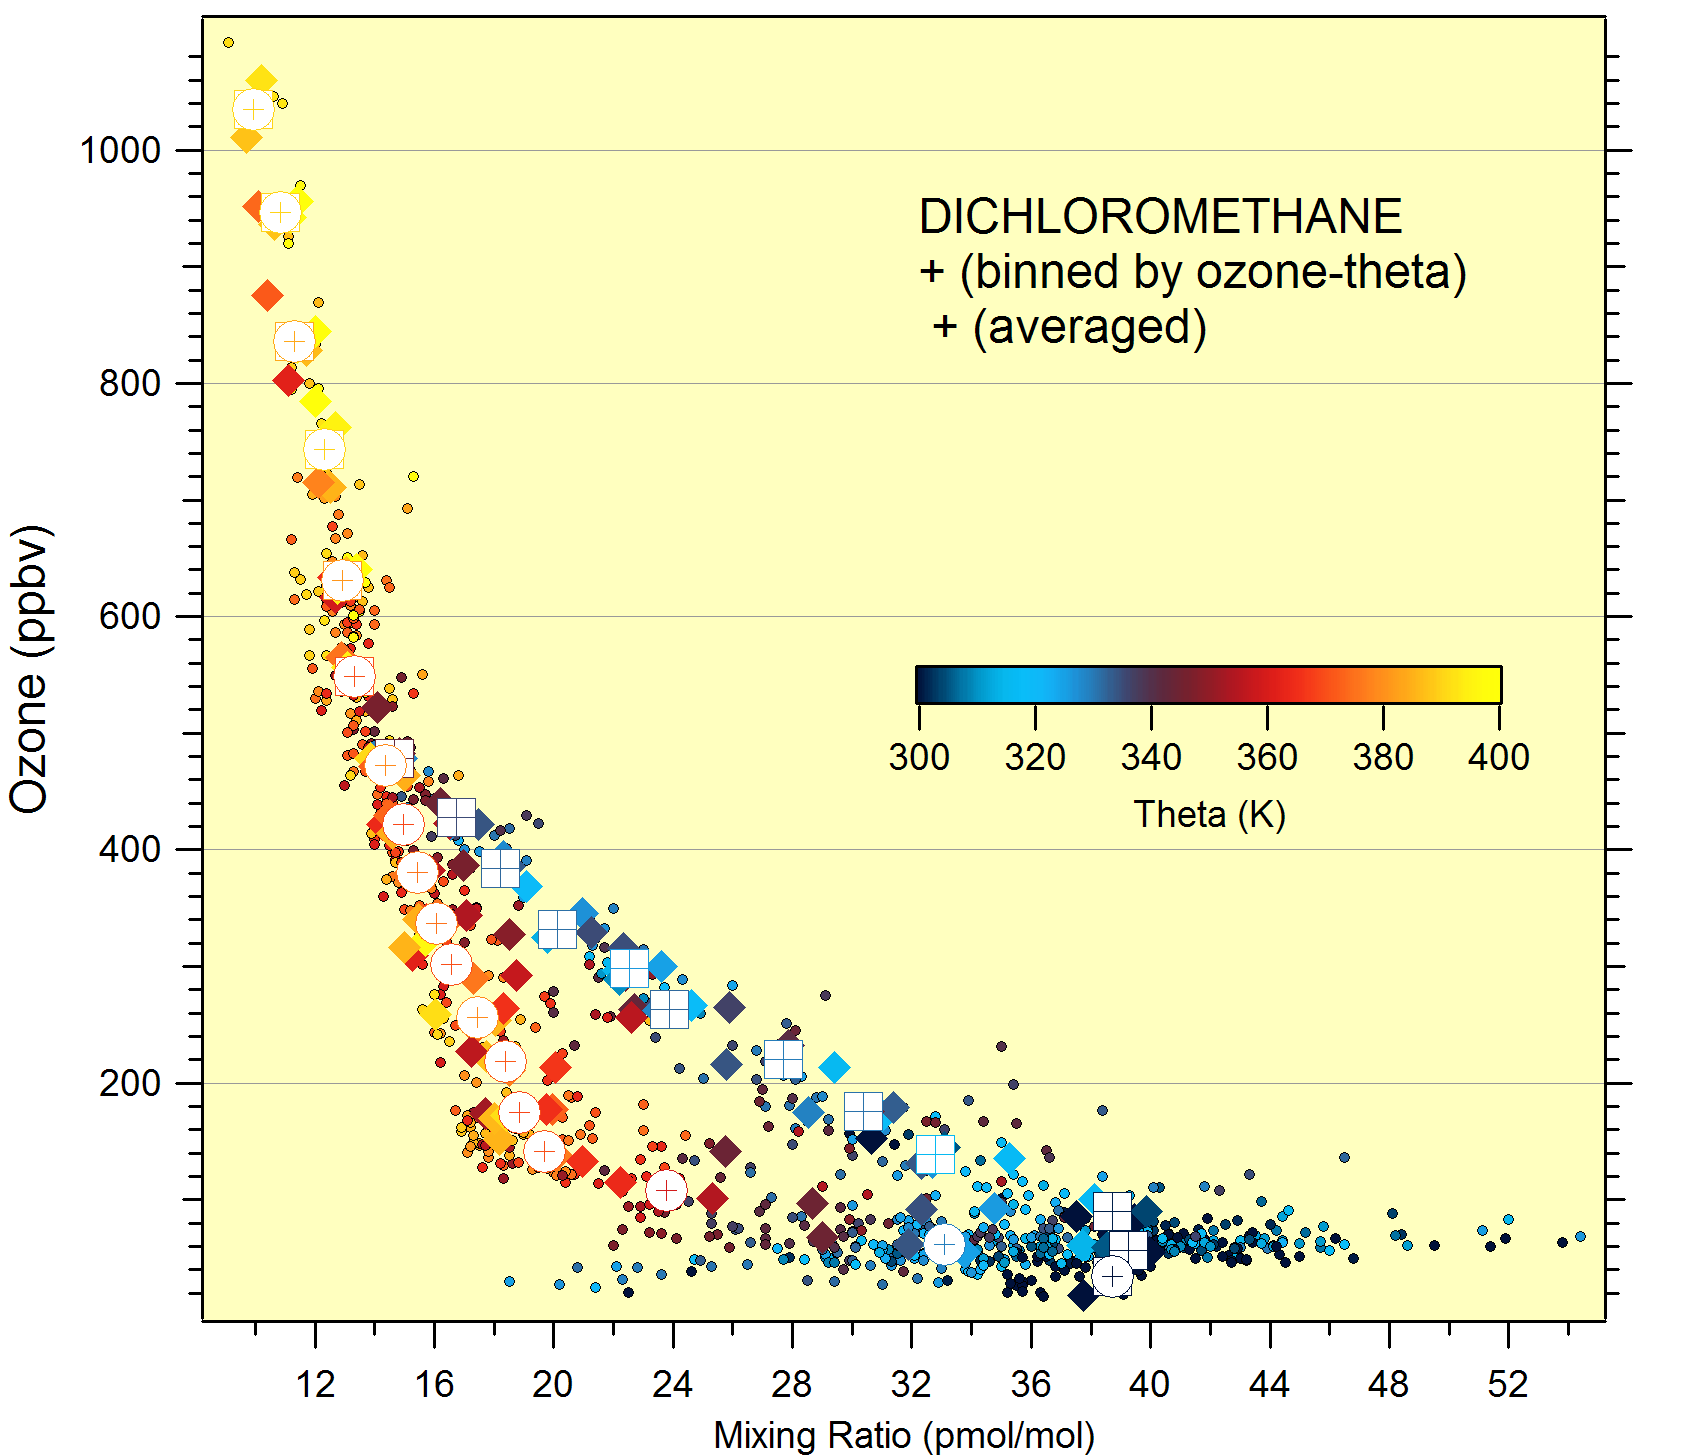 1000
800
600
400
200
Ozone (ppbv)
DICHLOROMETHANE
+ (binned by ozone-theta)
+ (averaged)
300 320 340 360 380 400
Theta (K)
12 16 20 24 28 32 36 40 44 48 52
Mixing Ratio (pmol/mol)